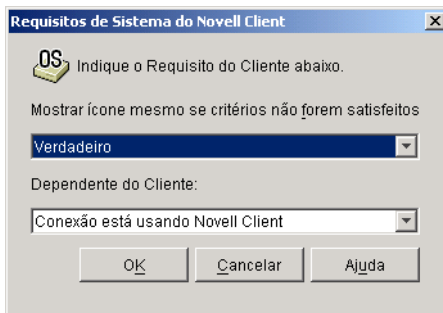 Requisitos de Sistema do Novell Client
OS
Indique o Requisito do Cliente abaixo.
Mostrar ícone mesmo se critérios não forem satisfeitos
Verdadeiro
Dependente do Cliente:
Conexão está usando Novell Client
OK
Cancelar
Ajuda